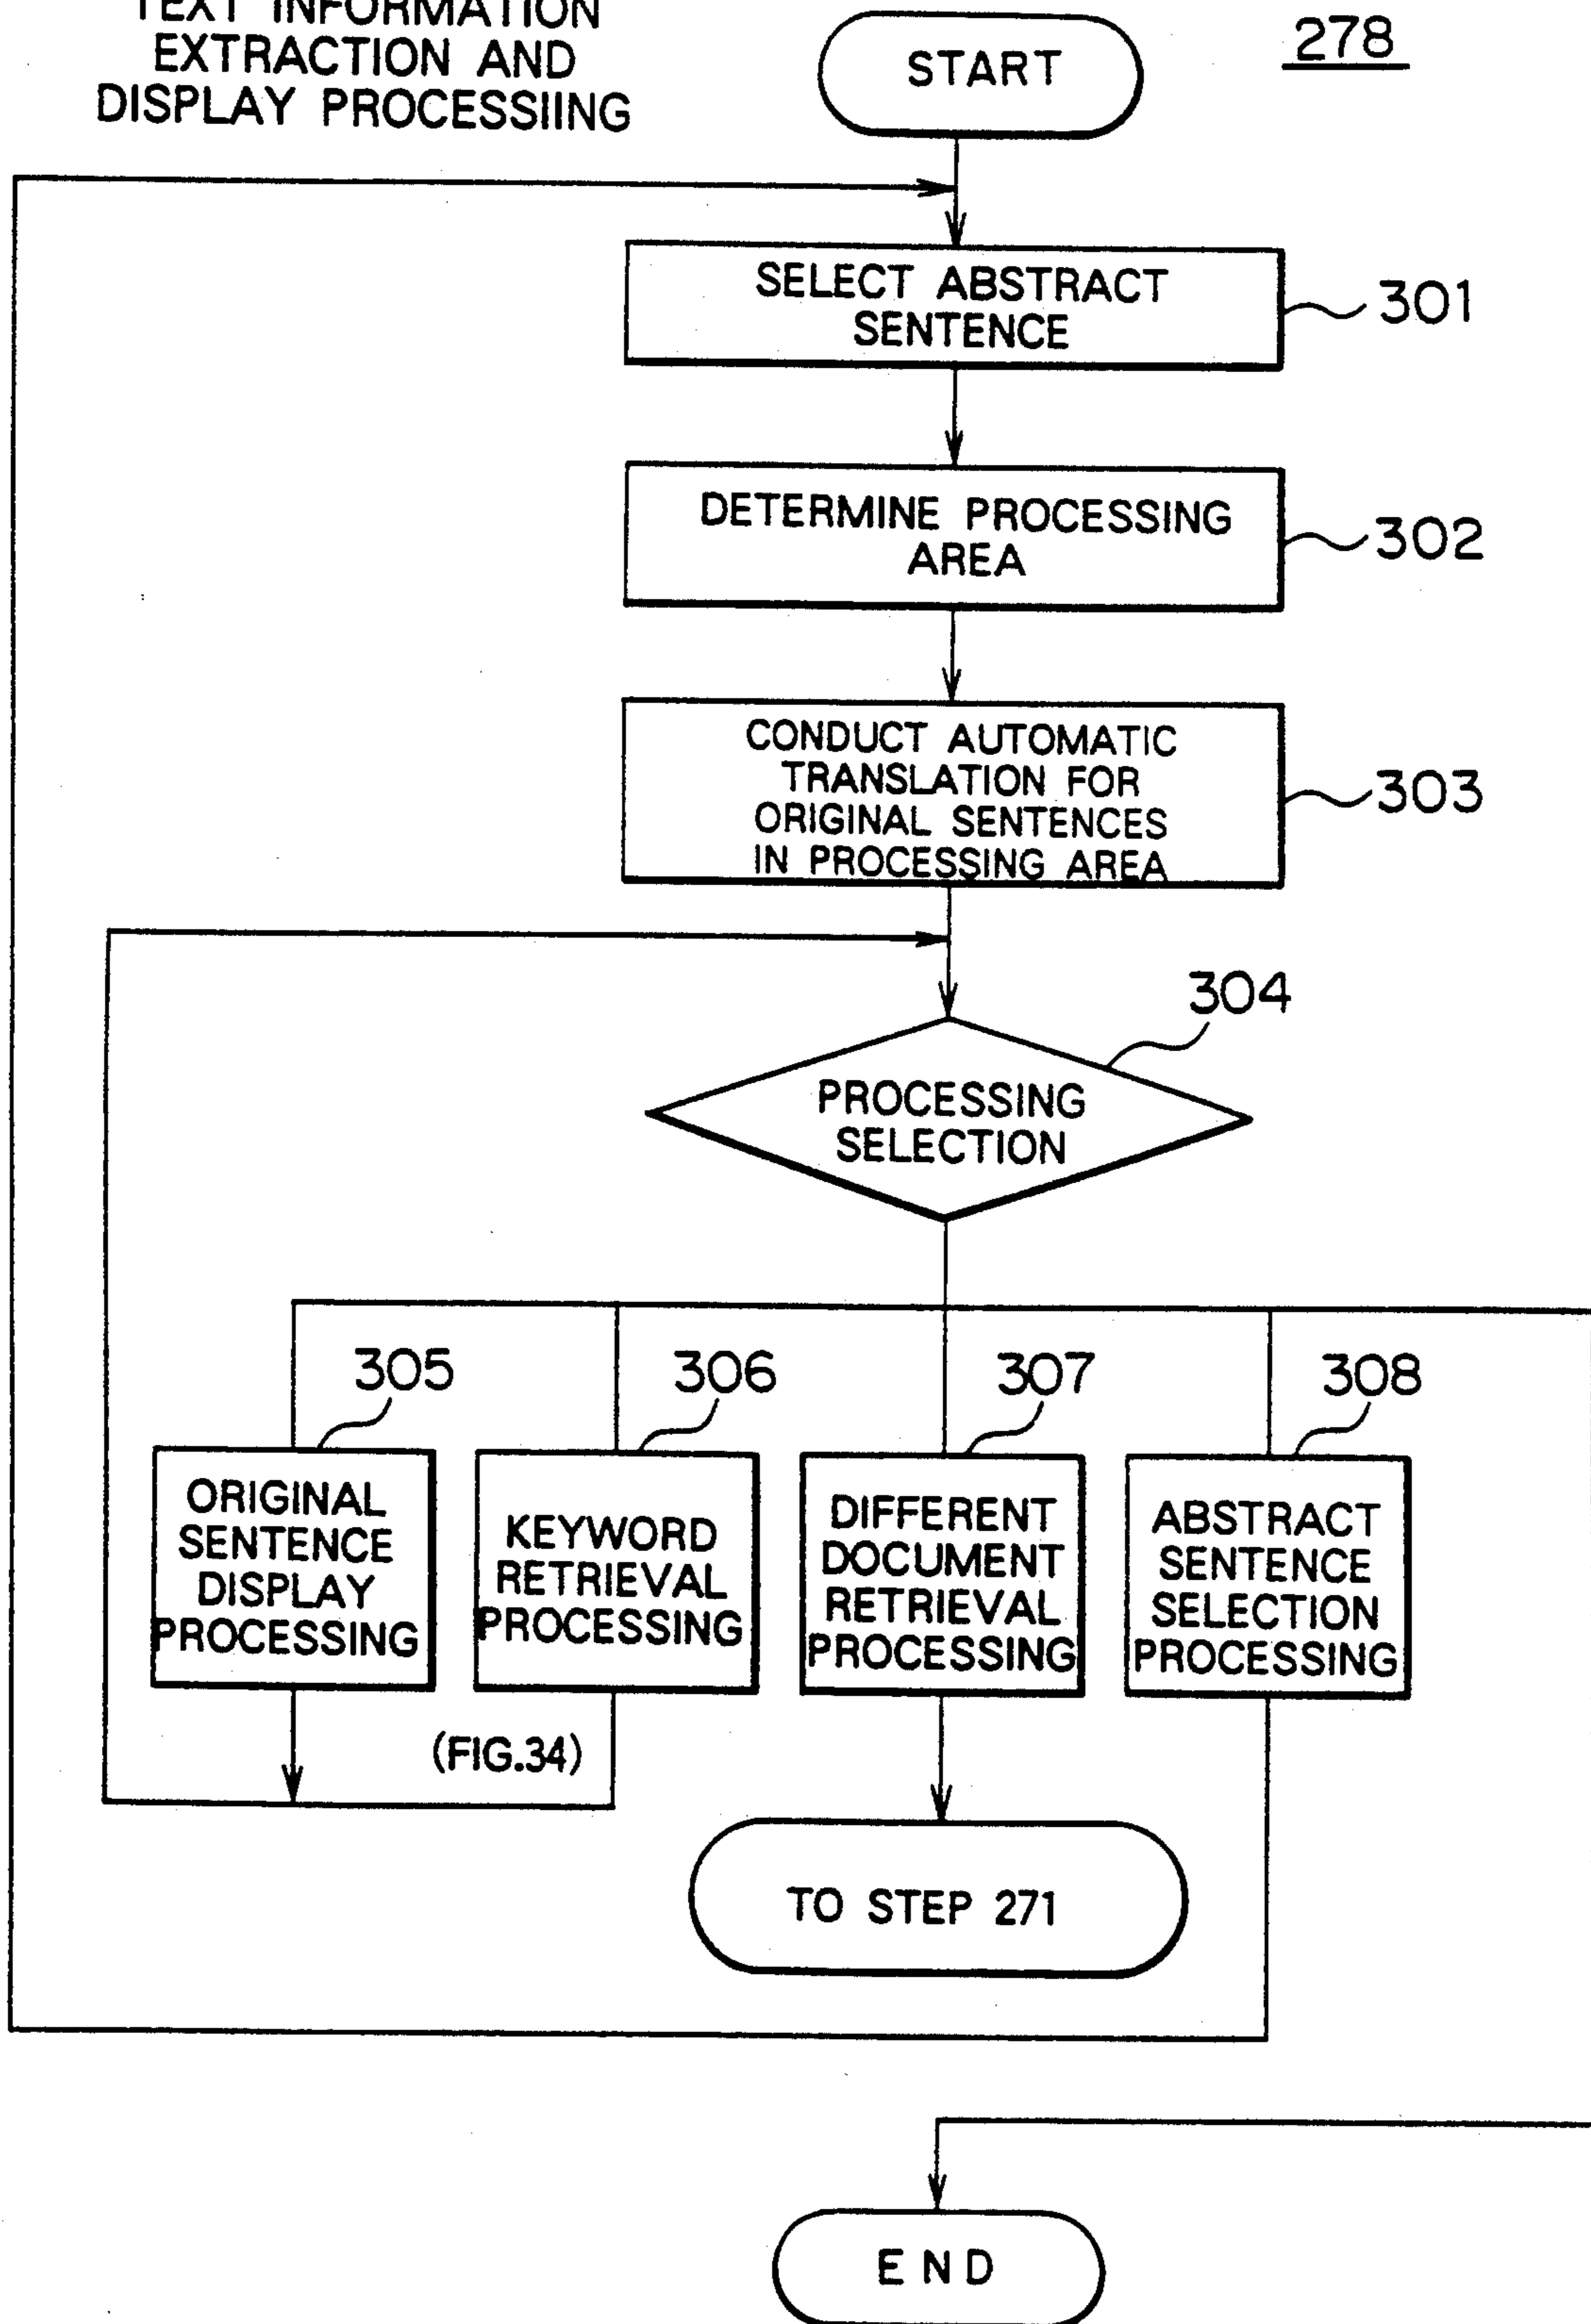 TEXT INFORMATION
EXTRACTION AND
DISPLAY PROCESSIING
START
278
SELECT ABSTRACT
SENTENCE
301
DETERMINE PROCESSING
AREA
302
CONDUCT AUTOMATIC
TRANSLATION FOR
ORIGINAL SENTENCES
IN PROCESSING AREA
303
304
PROCESSING
SELECTION
305
306
307
308
ORIGINAL
SENTENCE
DISPLAY
PROCESSING
KEYWORD
RETRIEVAL
PROCESSING
DIFFERENT
DOCUMENT
RETRIEVAL
PROCESSING
ABSTRACT
SENTENCE
SELECTION
PROCESSING
(FIG.34)
TO STEP 271
END